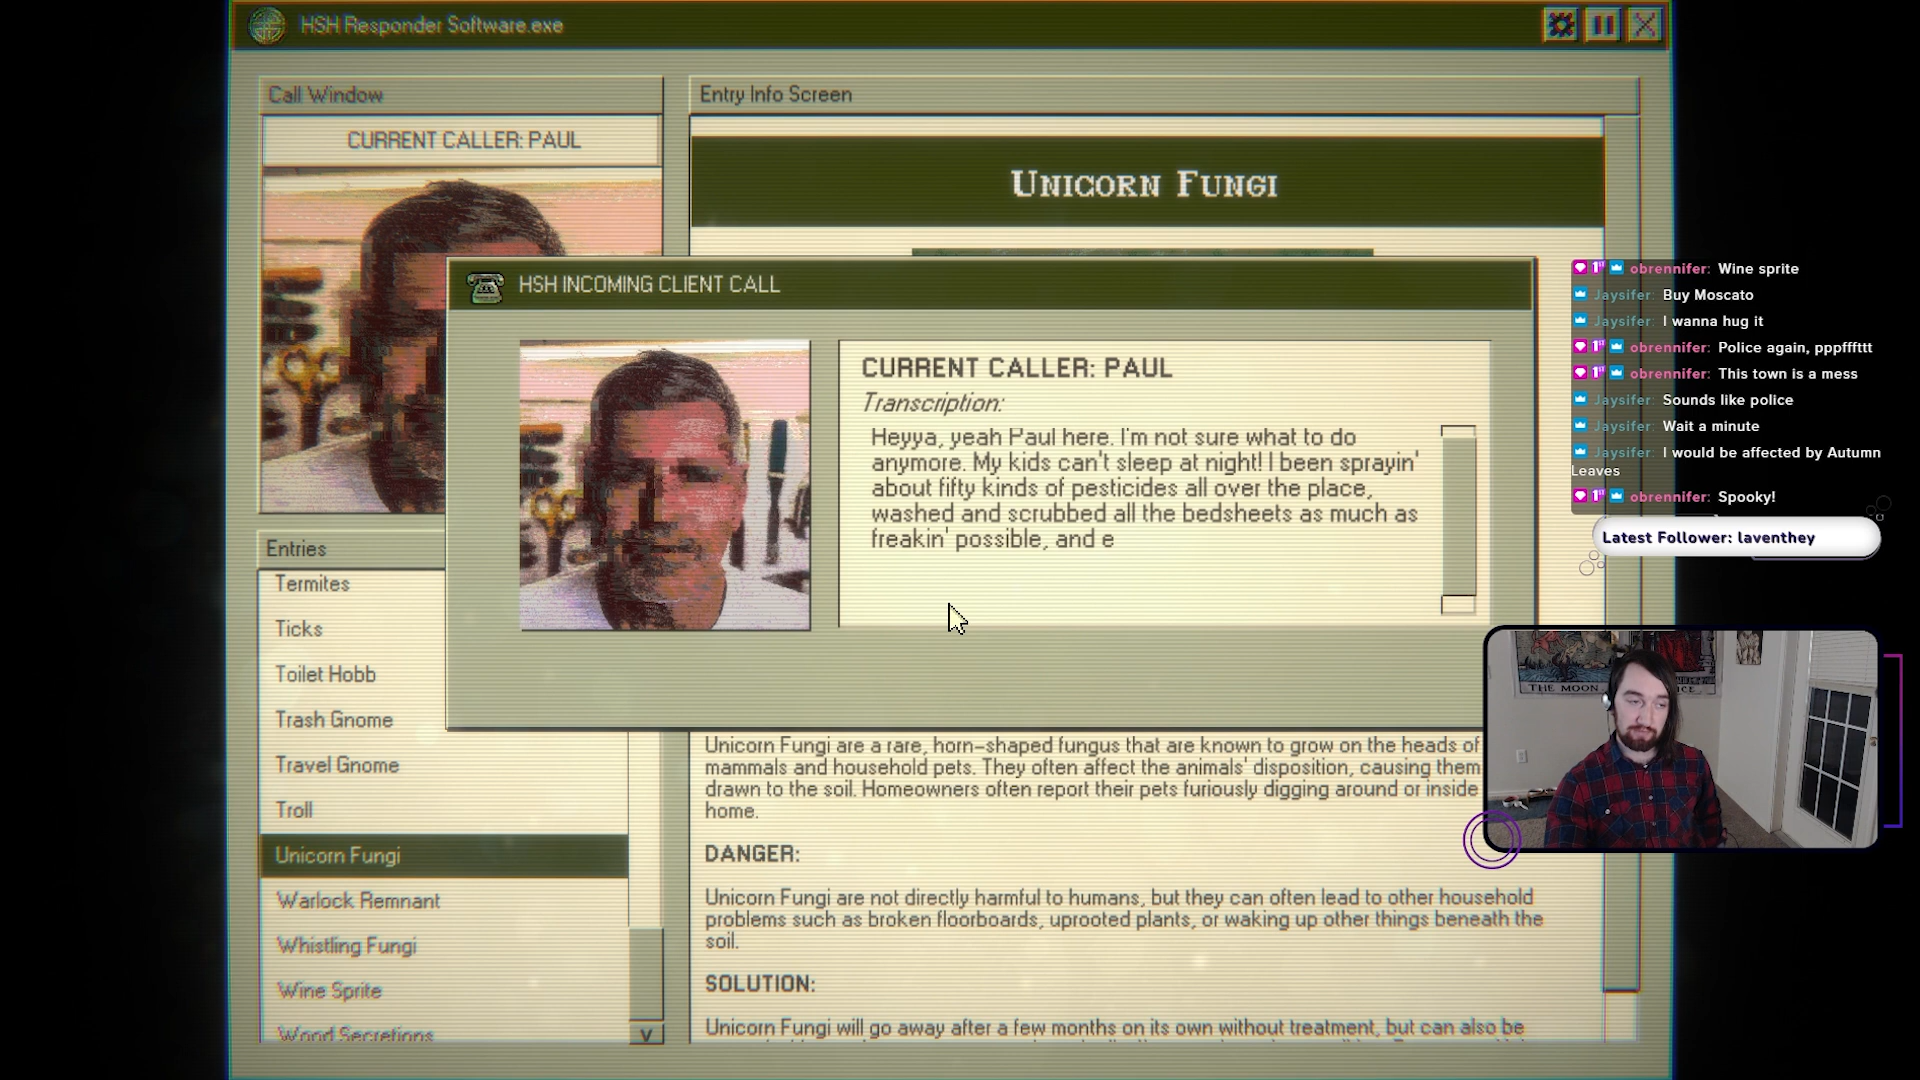 HSH Responder Software.exe
Call Window
CURRENT CALLER: PAUL
Entries
Termites
Ticks
Toilet Hobb
Trash Gnome
Travel Gnome
Troll
Unicorn Fungi
Warlock Remnant
Whistling Fungi
Wine Sprite
Wood Secretions
V
Entry Info Screen
UNICORN FUNGI
HSH INCOMING CLIENT CALL
CURRENT CALLER: PAUL
Transcription:
Heyya, yeah Paul here. I'm not sure what to do
anymore. My kids can't sleep at night! I been sprayin'
about fifty kinds of pesticides all over the place,
washed and scrubbed all the bedsheets as much as
freakin' possible, and e
Unicorn Fungi are a rare, horn-shaped fungus that are known to grow on the heads of
mammals and household pets. They often affect the animals' disposition, causing them
drawn to the soil. Homeowners often report their pets furiously digging around or inside
home.
DANGER:
Unicorn Fungi are not directly harmful to humans, but they can often lead to other household
problems such as broken floorboards, uprooted plants, or waking up other things beneath the
soil.
SOLUTION:
Unicorn Fungi will go away after a few months on its own without treatment, but can also be
obrennifer: Wine sprite
Jaysifer: Buy Moscato
Jaysifer: I wanna hug it
obrennifer: Police again, pppfffttt
obrennifer: This town is a mess
Jaysifer: Sounds like police
Jaysifer: Wait a minute
Jaysifer: I would be affected by Autumn
Leaves
obrennifer: Spooky!
Latest Follower: laventhey
THE MOON